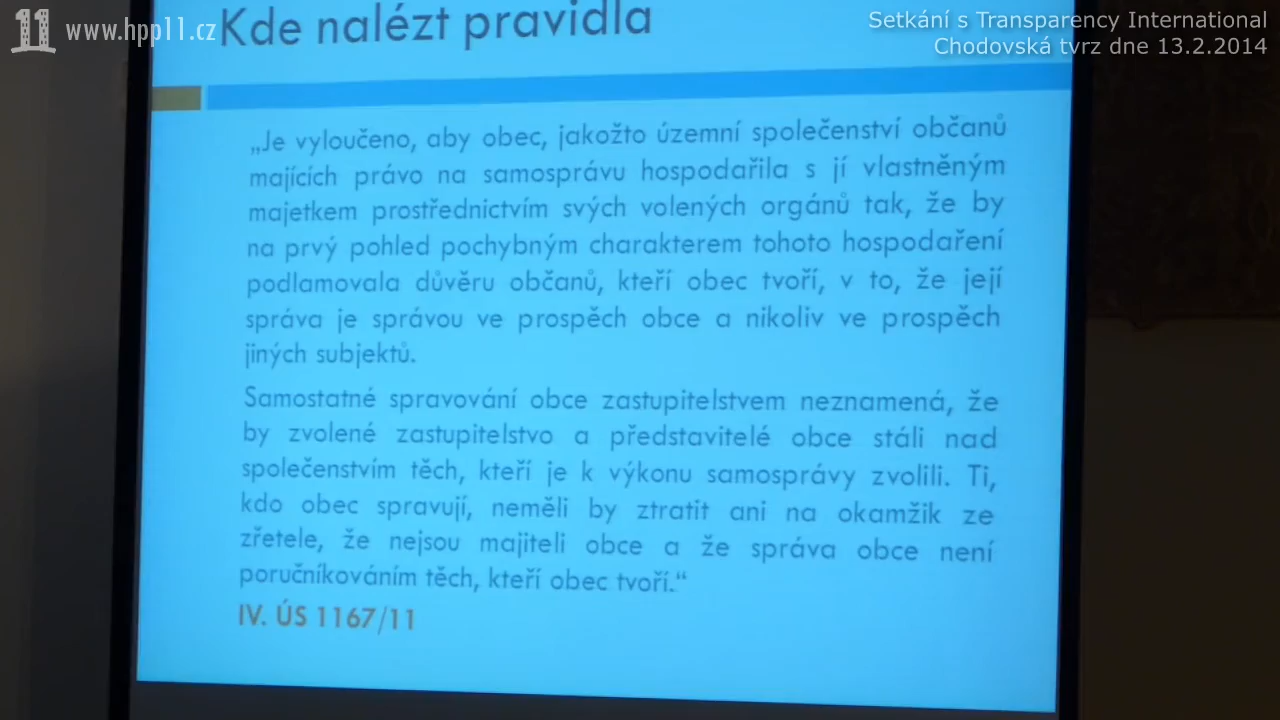 11 www.hpp11.cz
Setkání s Transparency International
Chodovská tvrz dne 13.2.2014
Kde nalézt pravidla
„Je vyloučeno, aby obec, jakožto územní společenství občanů
majících právo na samosprávu hospodařila s jí vlastněným
majetkem prostřednictvím svých volených orgánů tak, že by
na prvý pohled pochybným charakterem tohoto hospodaření
podlamovala důvěru občanů, kteří obec tvoří, v to, že její
správa je správou ve prospěch obce a nikoliv ve prospěch
jiných subjektů.
Samostatné spravování obce zastupitelstvem neznamená, že
by zvolené zastupitelstvo a představitelé obce stáli nad
společenstvím těch, kteří je k výkonu samosprávy zvolili. Ti,
kdo obec spravují, neměli by ztratit ani na okamžik ze
zřetele, že nejsou majiteli obce a že správa obce není
poručníkováním těch, kteří obec tvoří.“
IV. ÚS 1167/11